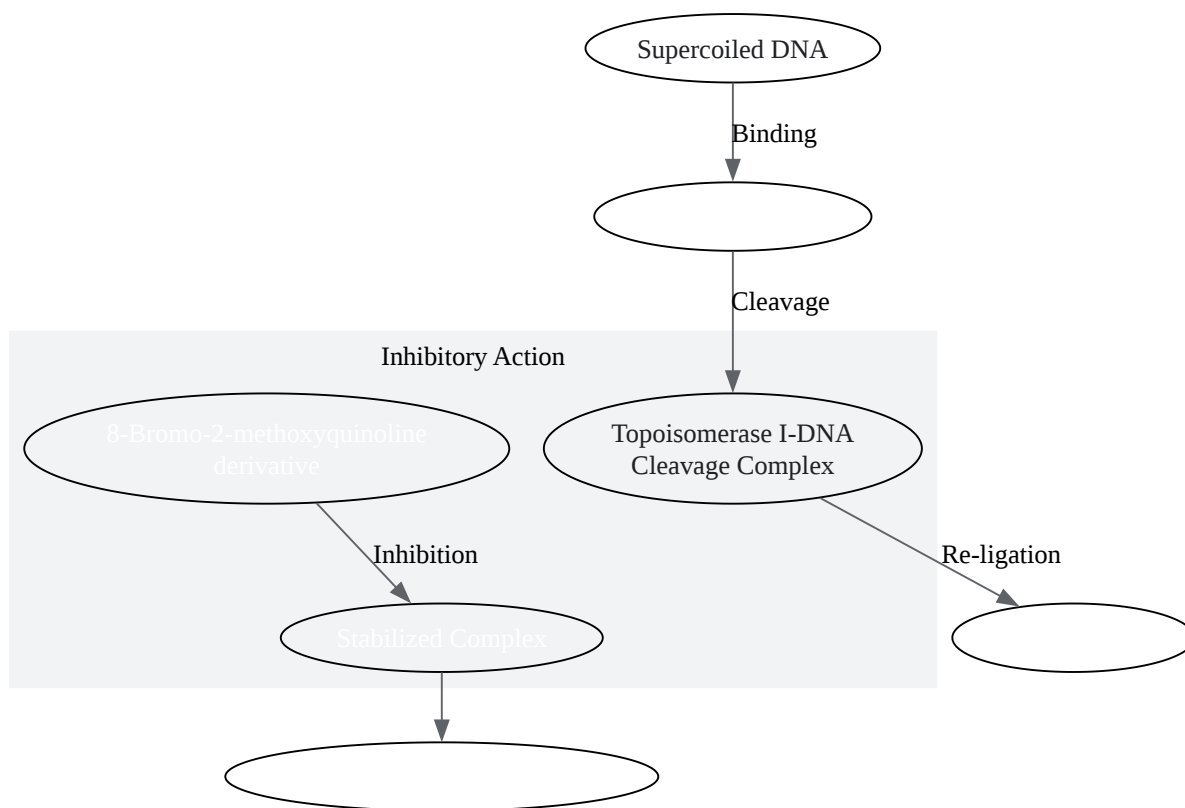 Supercoiled DNA
Binding
Cleavage
Inhibitory Action
8-Bromo-2-methoxyquinoline
derivative
Topoisomerase I-DNA
Cleavage Complex
Inhibition
Re-ligation
Stabilized Complex